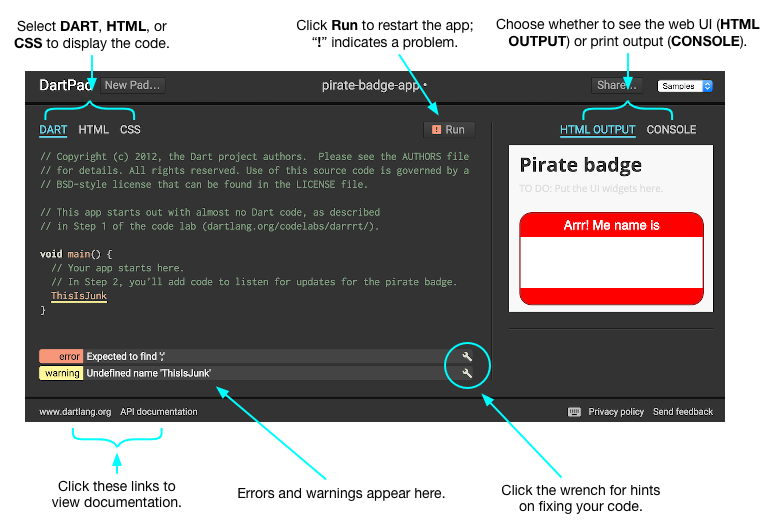 Select DART, HTML, or
CSS to display the code.
Click Run to restart the app;
“!” indicates a problem.
Choose whether to see the web UI (HTML
OUTPUT) or print output (CONSOLE).
DartPad New Pad... pirate-badge-app • Share... Samples
DART HTML CSS ! Run HTML OUTPUT CONSOLE
// Copyright (c) 2012, the Dart project authors. Please see the AUTHORS file
// for details. All rights reserved. Use of this source code is governed by a
// BSD-style license that can be found in the LICENSE file.
// This app starts out with almost no Dart code, as described
// in Step 1 of the code lab (dartlang.org/codelabs/darrrt/).
void main() {
// Your app starts here.
// In Step 2, you'll add code to listen for updates for the pirate badge.
ThisIsJunk
}
Pirate badge
TO DO: Put the UI widgets here.
Arrr! Me name is
error Expected to find ';'
warning Undefined name 'ThisIsJunk'
www.dartlang.org API documentation Privacy policy Send feedback
Click these links to
view documentation.
Errors and warnings appear here.
Click the wrench for hints
on fixing your code.